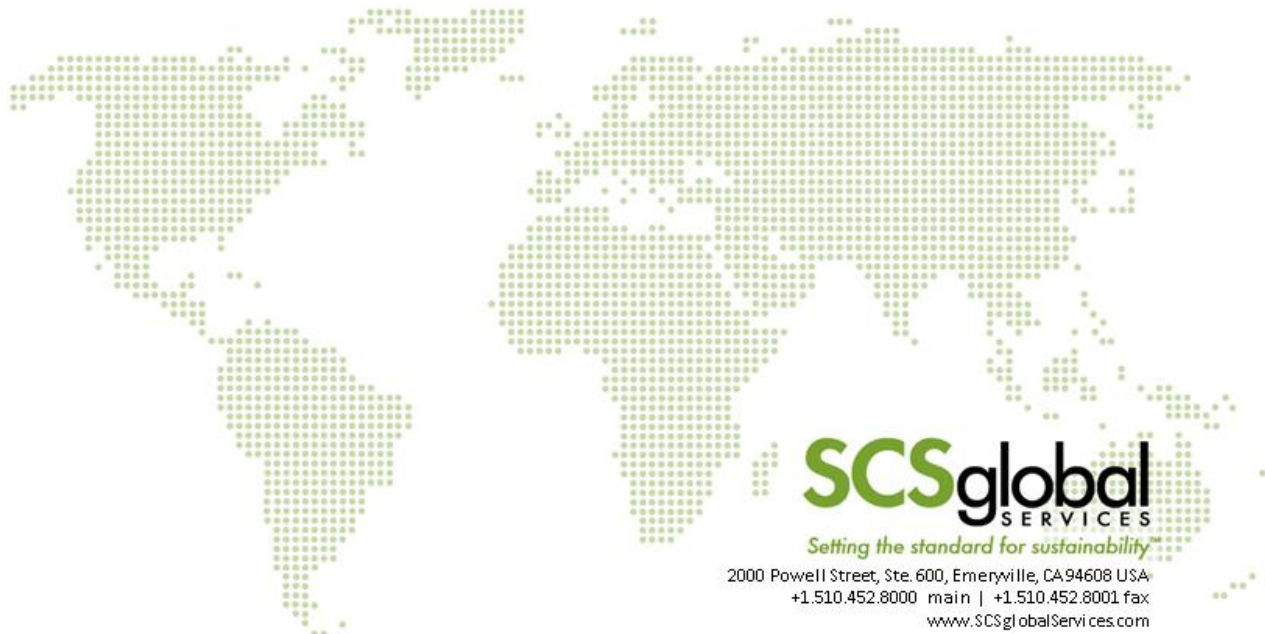 SCSglobal
SERVICES
Setting the standard for sustainability™
2000 Powell Street, Ste. 600, Emeryville, CA 94608 USA
+1.510.452.8000 main | +1.510.452.8001 fax
www.SCSglobalServices.com